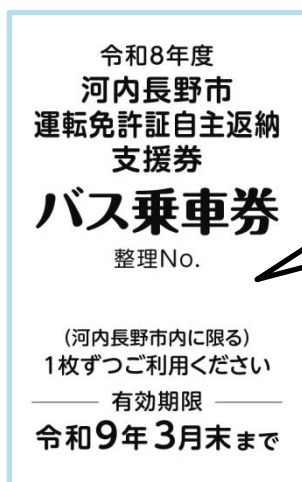 令和8年度
河内長野市
運転免許証自主返納
支援券
バス乗車券
整理No.
(河内長野市内に限る)
1枚ずつご利用ください
有効期限
令和9年3月末まで